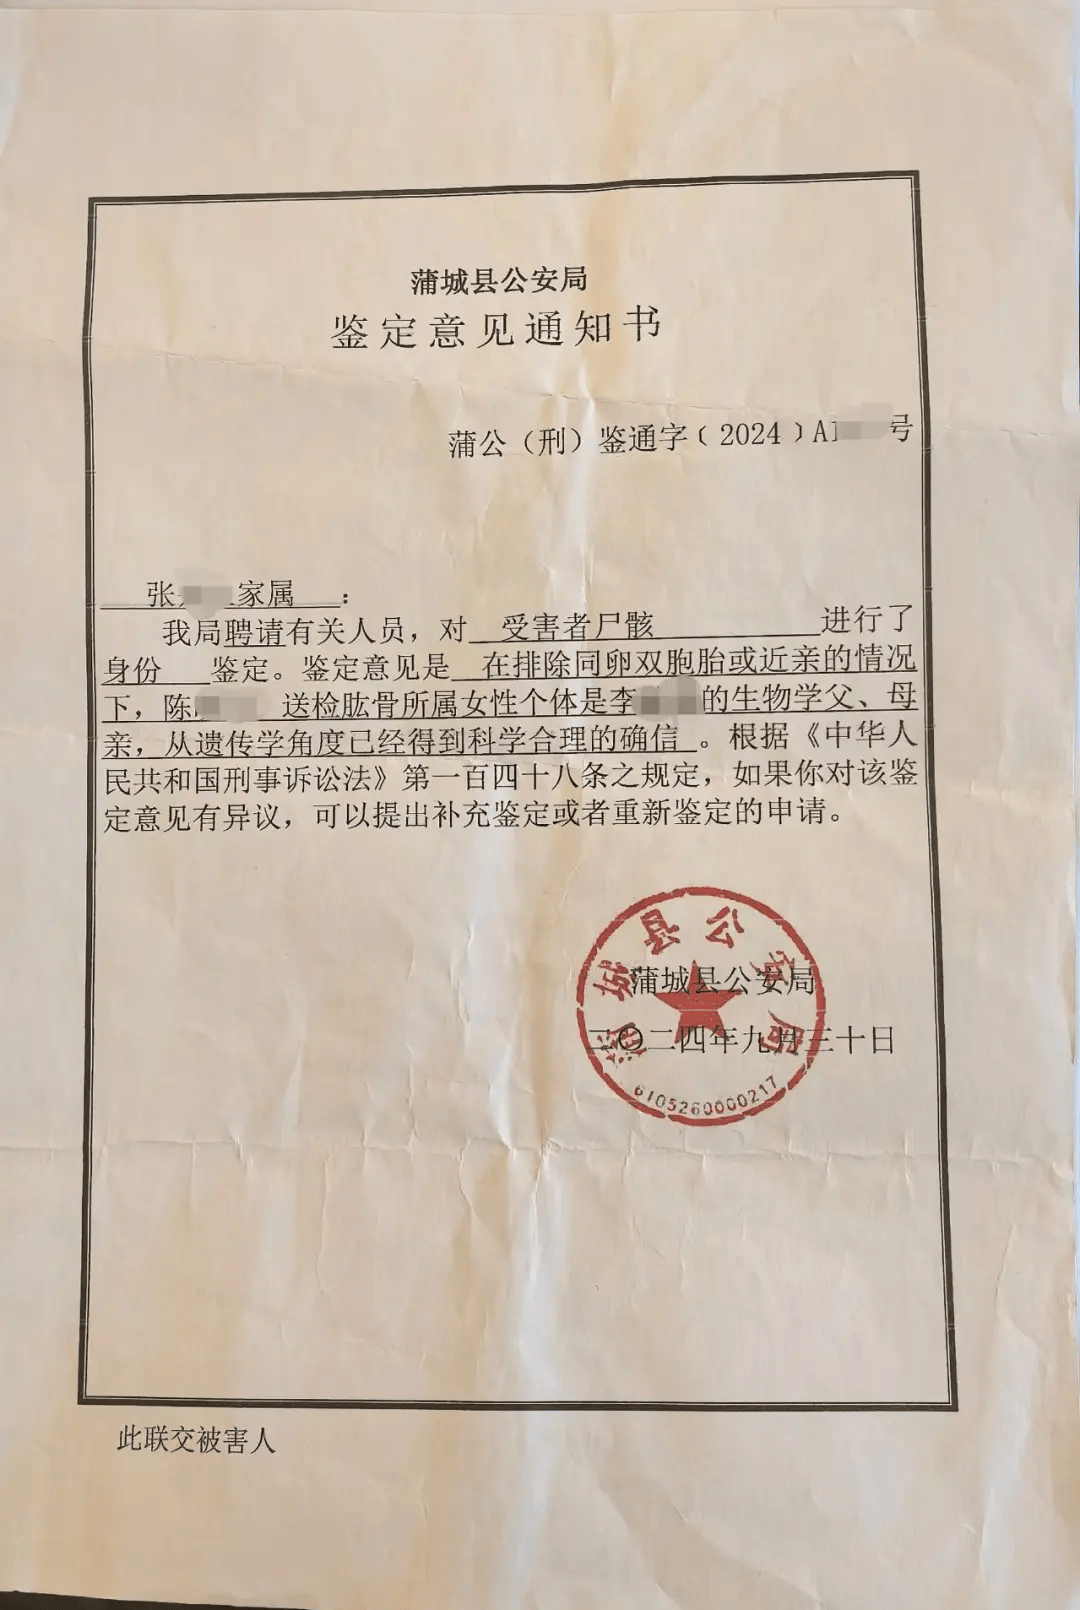 蒲城县公安局
鉴定意见通知书
蒲公（刑）鉴通字﹝2024﹞A1号
张 家属：
我局聘请有关人员，对 受害者尸骸 进行了
身份 鉴定。鉴定意见是 在排除同卵双胞胎或近亲的情况
下，陈 送检肱骨所属女性个体是李 的生物学父、母
亲，从遗传学角度已经得到科学合理的确信 。根据《中华人
民共和国刑事诉讼法》第一百四十八条之规定，如果你对该鉴
定意见有异议，可以提出补充鉴定或者重新鉴定的申请。
蒲城县公安局
蒲城县公安局
二〇二四年九月三十日
6105260000217
此联交被害人